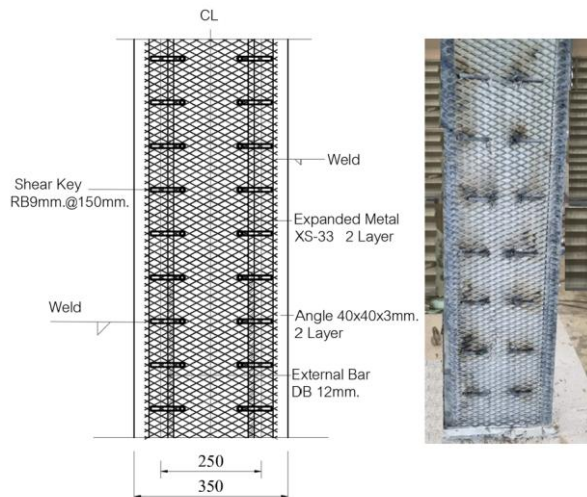 CL
Weld
Shear Key
RB9mm.@150mm.
Expanded Metal
XS-33 2 Layer
Weld
Angle 40x40x3mm.
2 Layer
External Bar
DB 12mm.
250
350